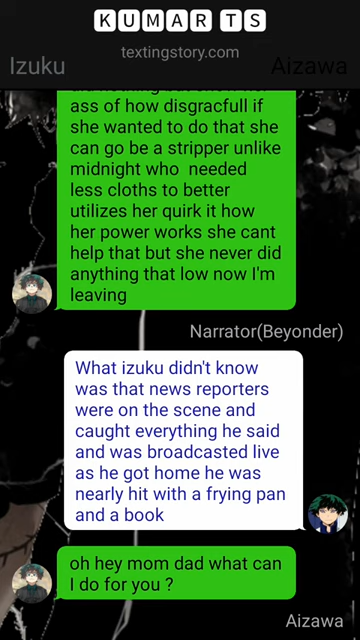 KUMAR TS
textingstory.com
Izuku
Aizawa
ass of how disgracfull if
she wanted to do that she
can go be a stripper unlike
midnight who needed
less cloths to better
utilizes her quirk it how
her power works she cant
help that but she never did
anything that low now I'm
leaving
Narrator(Beyonder)
What izuku didn't know
was that news reporters
were on the scene and
caught everything he said
and was broadcasted live
as he got home he was
nearly hit with a frying pan
and a book
oh hey mom dad what can
I do for you ?
Aizawa